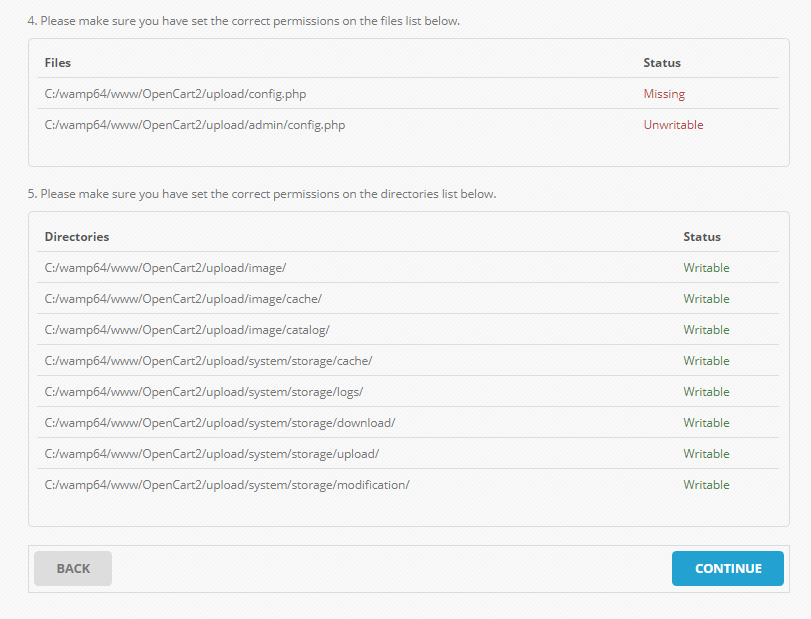 4. Please make sure you have set the correct permissions on the files list below.
Files Status
C:/wamp64/www/OpenCart2/upload/config.php Missing
C:/wamp64/www/OpenCart2/upload/admin/config.php Unwritable
5. Please make sure you have set the correct permissions on the directories list below.
Directories Status
C:/wamp64/www/OpenCart2/upload/image/ Writable
C:/wamp64/www/OpenCart2/upload/image/cache/ Writable
C:/wamp64/www/OpenCart2/upload/image/catalog/ Writable
C:/wamp64/www/OpenCart2/upload/system/storage/cache/ Writable
C:/wamp64/www/OpenCart2/upload/system/storage/logs/ Writable
C:/wamp64/www/OpenCart2/upload/system/storage/download/ Writable
C:/wamp64/www/OpenCart2/upload/system/storage/upload/ Writable
C:/wamp64/www/OpenCart2/upload/system/storage/modification/ Writable
BACK CONTINUE